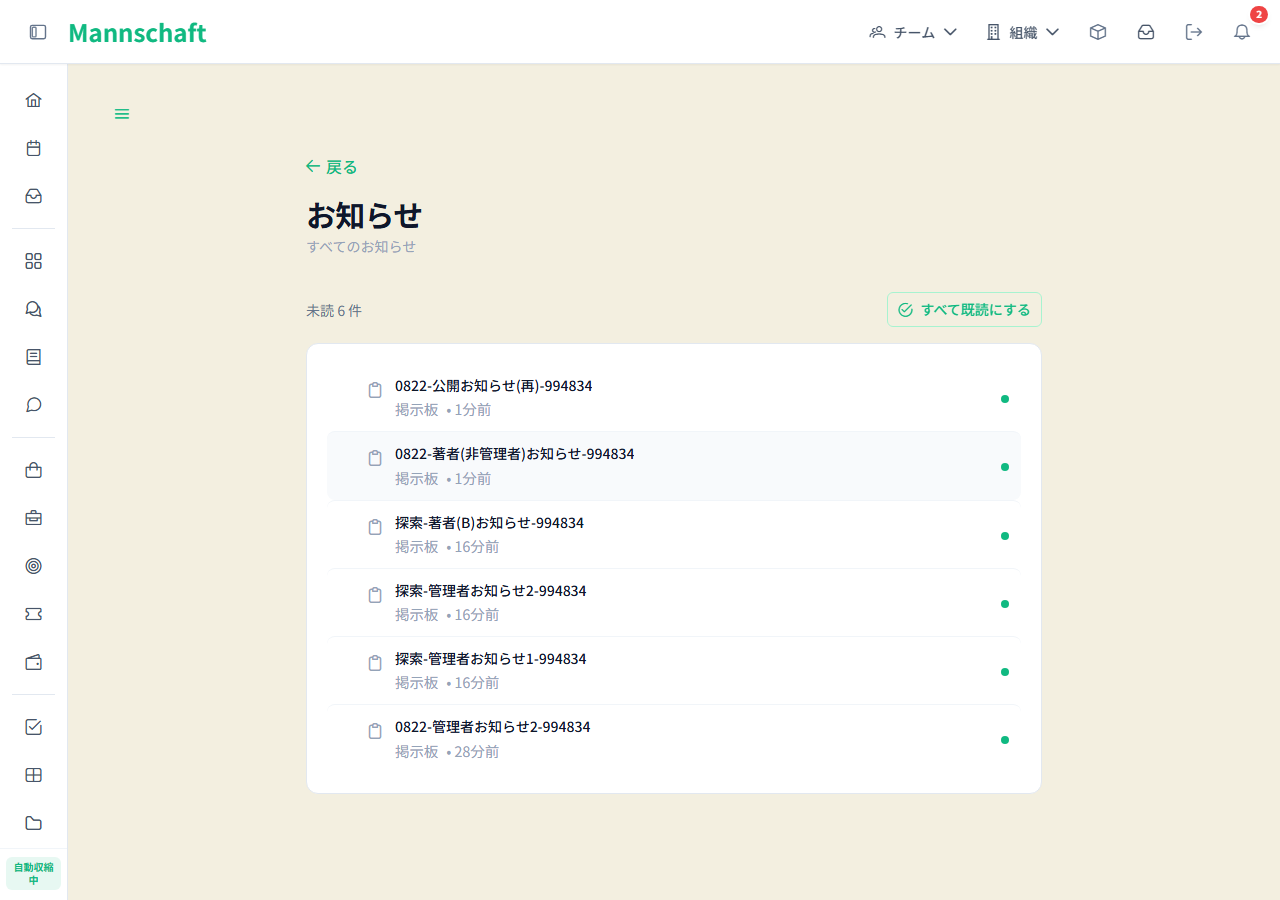 Mannschaft
チーム
組織
2
戻る
お知らせ
すべてのお知らせ
未読 6 件
すべて既読にする
0822-公開お知らせ(再)-994834
掲示板 • 1分前
0822-著者(非管理者)お知らせ-994834
掲示板 • 1分前
探索-著者(B)お知らせ-994834
掲示板 • 16分前
探索-管理者お知らせ2-994834
掲示板 • 16分前
探索-管理者お知らせ1-994834
掲示板 • 16分前
0822-管理者お知らせ2-994834
掲示板 • 28分前
自動収縮
中